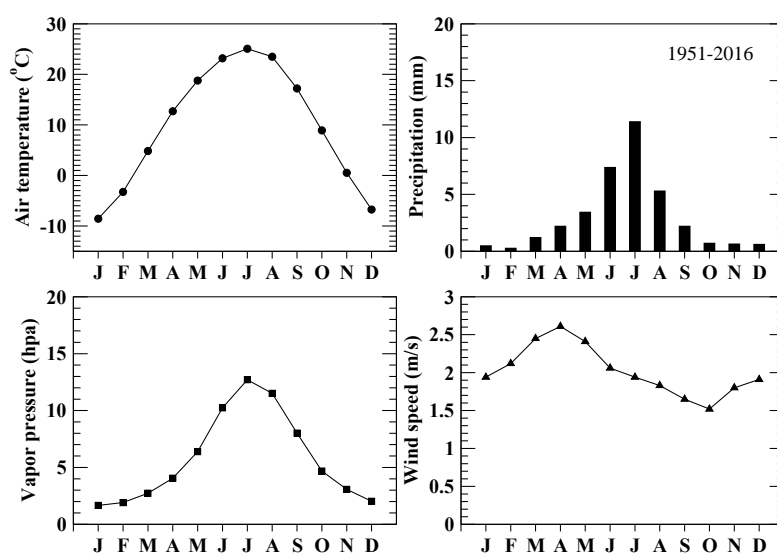 Air temperature (°C)
30
20
10
0
-10
J F M A M J J A S O N D
Precipitation (mm)
1951-2016
20
15
10
5
0
J F M A M J J A S O N D
Vapor pressure (hpa)
20
15
10
5
0
J F M A M J J A S O N D
Wind speed (m/s)
3
2.5
2
1.5
1
0.5
0
J F M A M J J A S O N D